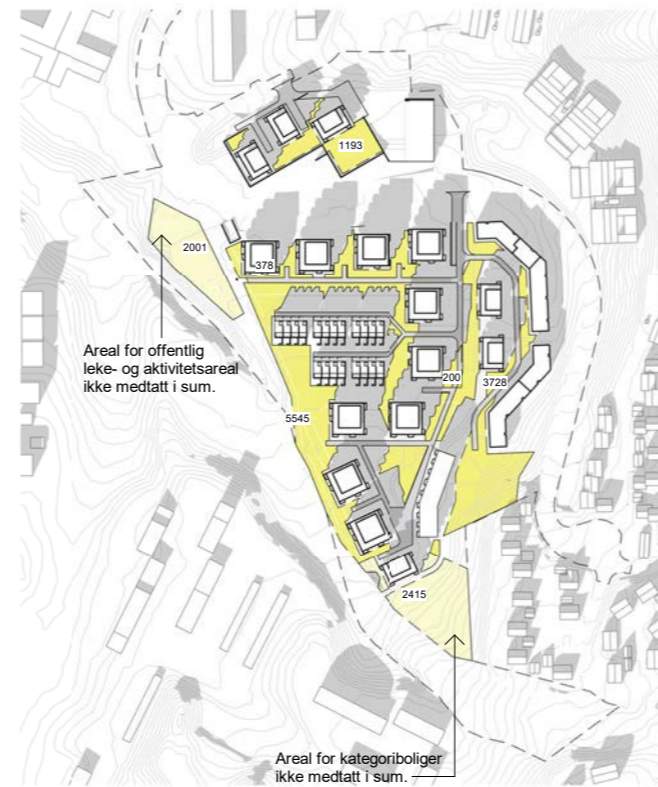 1193
2001
378
Areal for offentlig
leke- og aktivitetsareal
ikke medtatt i sum.
200
3728
5545
2415
Areal for kategoriboliger
ikke medtatt i sum.